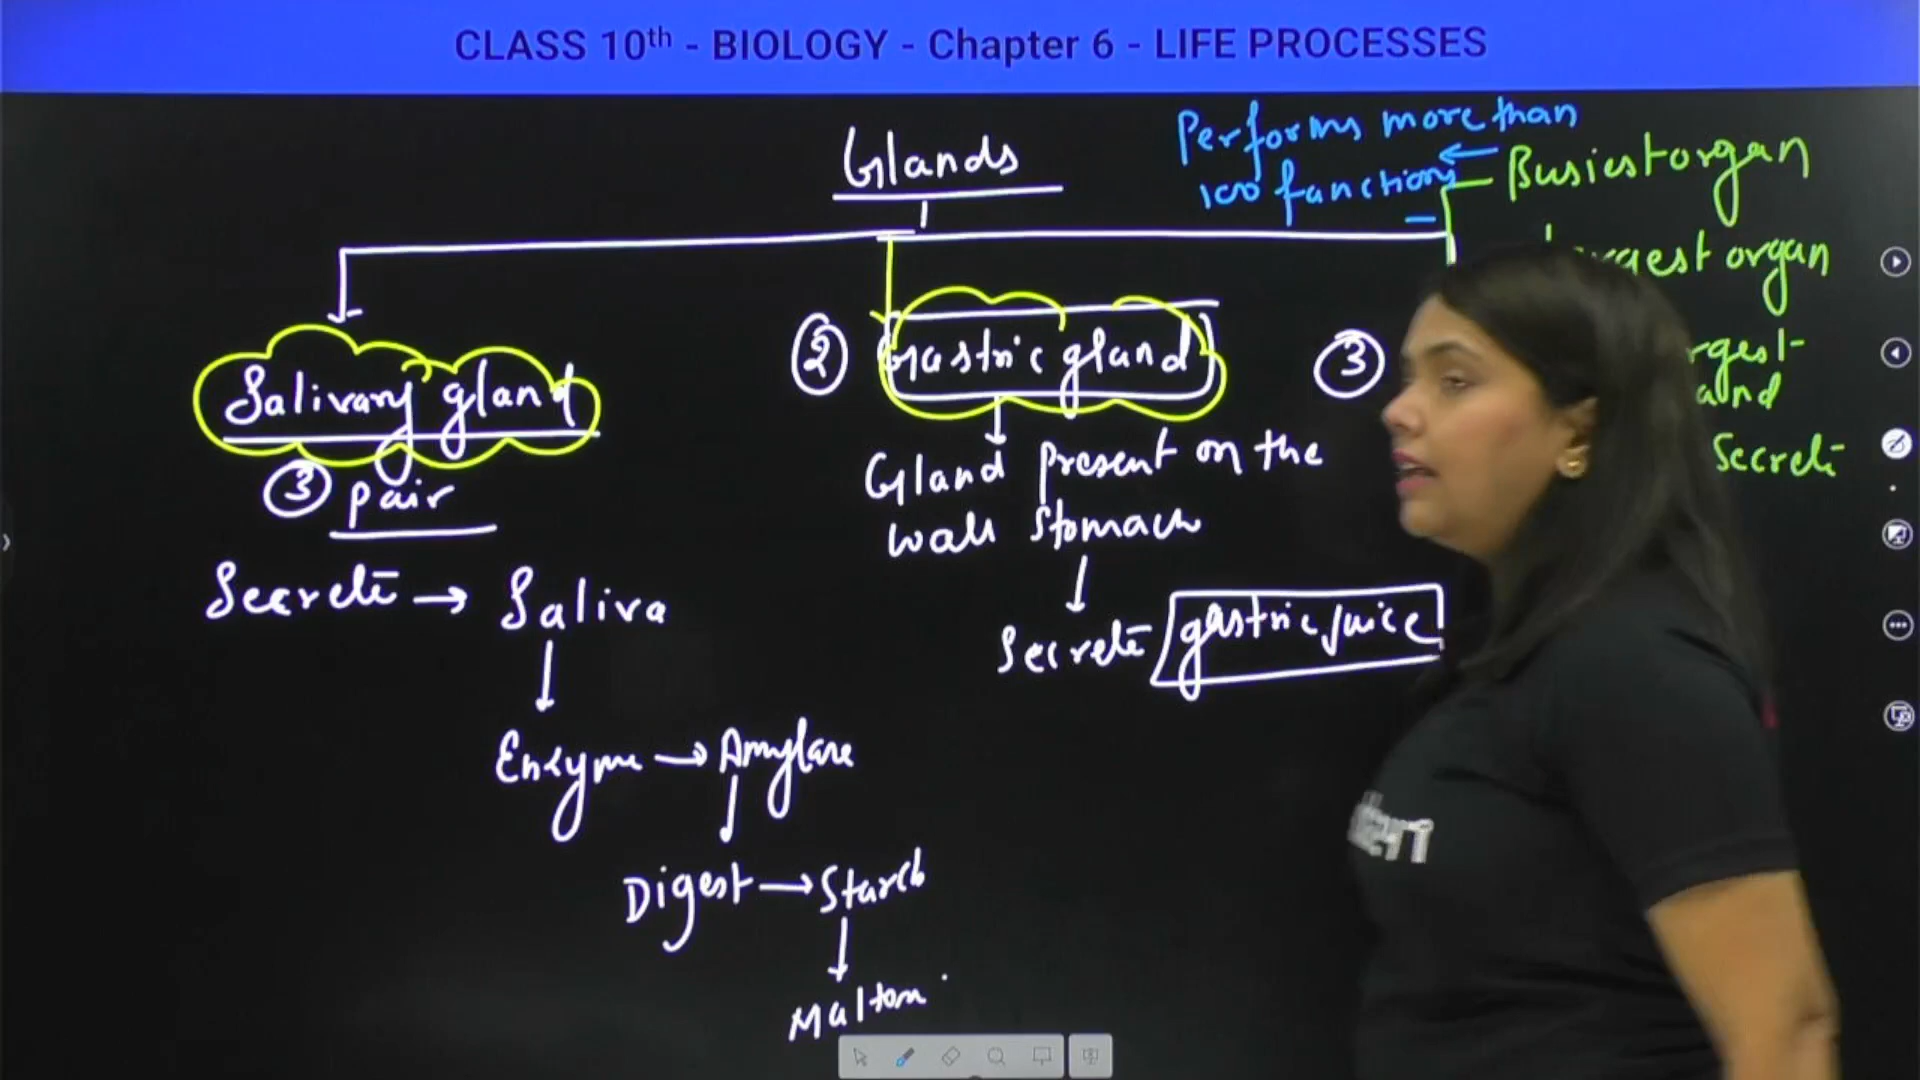 CLASS 10th - BIOLOGY - Chapter 6 - LIFE PROCESSES
Glands
Performs more than
100 functions
Busiest organ
organ
Salivary gland
3 pair
Secrete → Saliva
Enzyme → Amylase
Digest → Starch
2 Gastric gland
Gland present on the
wall stomach
Secrete gastric juice
3
Secrete